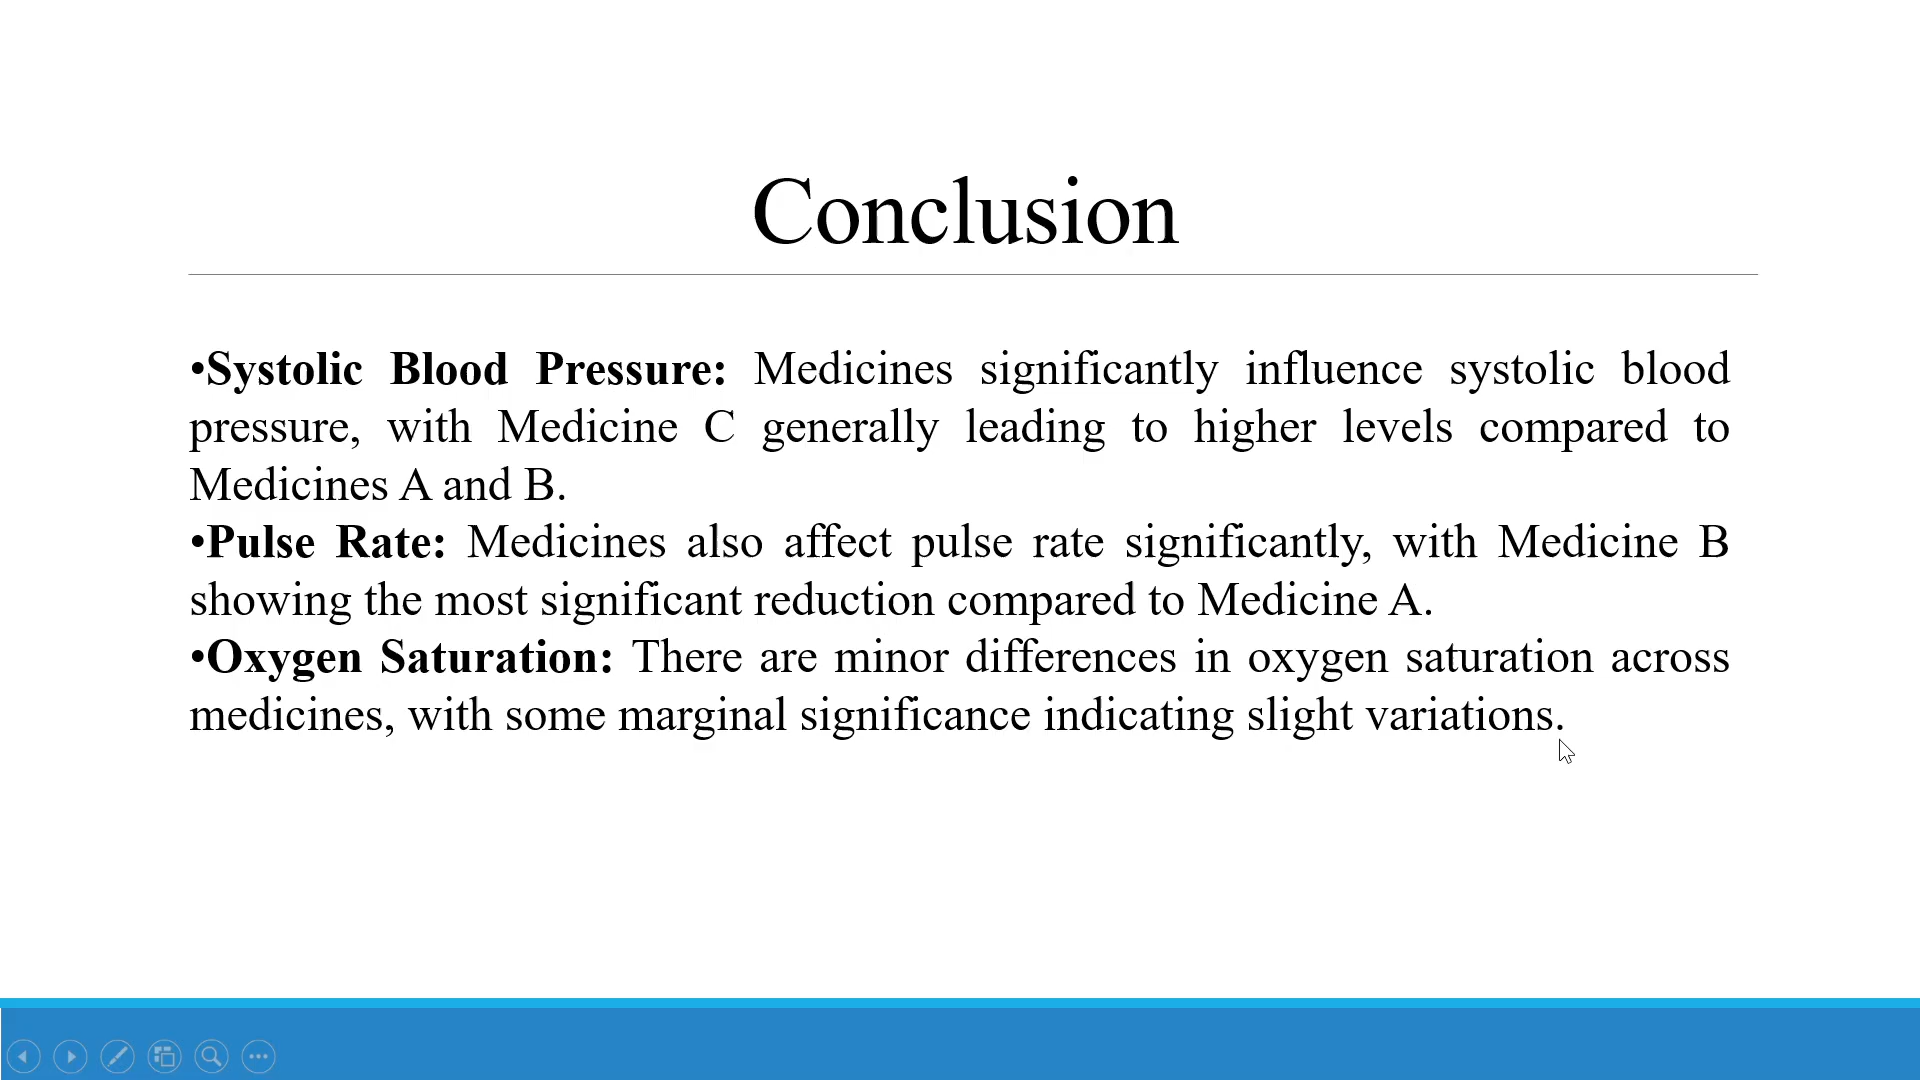 Conclusion
•Systolic Blood Pressure: Medicines significantly influence systolic blood
pressure, with Medicine C generally leading to higher levels compared to
Medicines A and B.
•Pulse Rate: Medicines also affect pulse rate significantly, with Medicine B
showing the most significant reduction compared to Medicine A.
•Oxygen Saturation: There are minor differences in oxygen saturation across
medicines, with some marginal significance indicating slight variations.